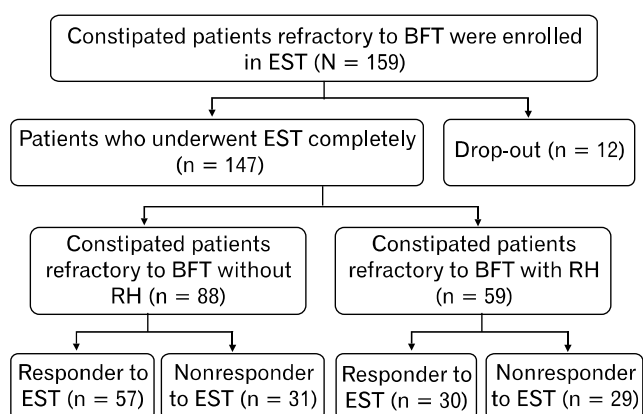 Constipated patients refractory to BFT were enrolled
in EST (N = 159)
Patients who underwent EST completely
(n = 147)
Drop-out (n = 12)
Constipated patients
refractory to BFT without
RH (n = 88)
Constipated patients
refractory to BFT with RH
(n = 59)
Responder to
EST (n = 57)
Nonresponder
to EST (n = 31)
Responder to
EST (n = 30)
Nonresponder
to EST (n = 29)